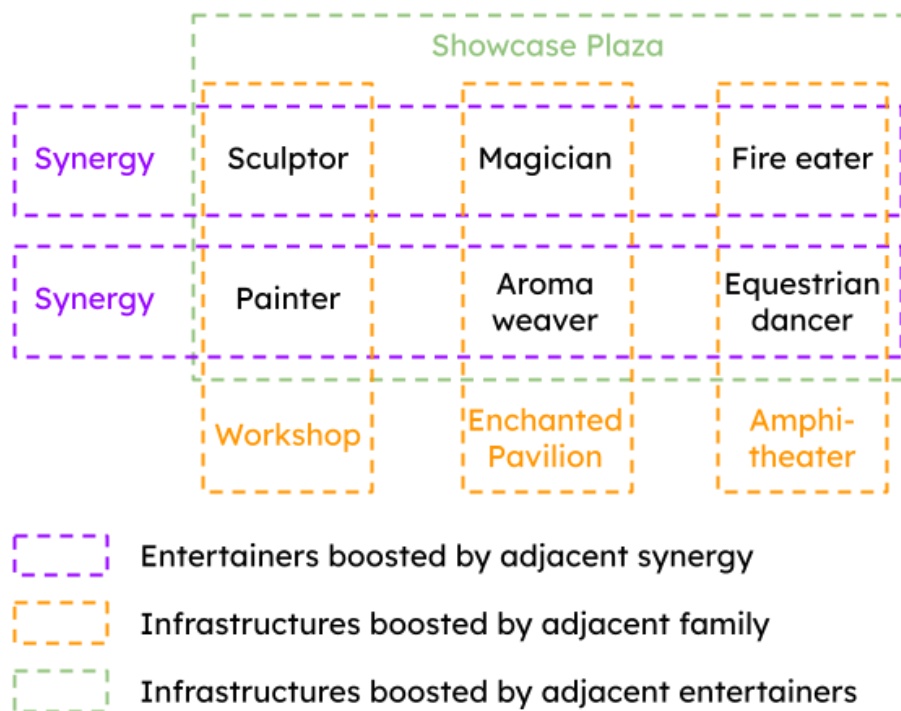 Showcase Plaza
Synergy
Sculptor
Magician
Fire eater
Synergy
Painter
Aroma
weaver
Equestrian
dancer
Workshop
Enchanted
Pavilion
Amphi-
theater
Entertainers boosted by adjacent synergy
Infrastructures boosted by adjacent family
Infrastructures boosted by adjacent entertainers